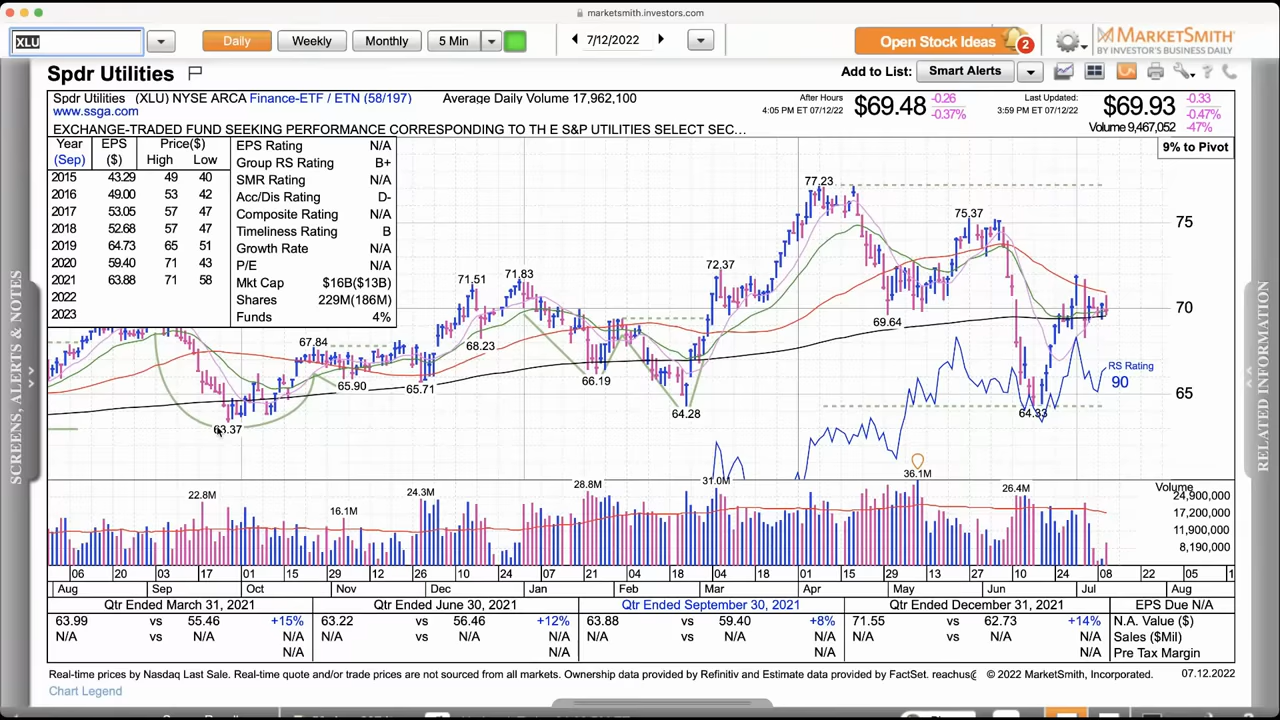 marketsmith.investors.com
XLU
Daily
Weekly
Monthly
5 Min
7/12/2022
Open Stock Ideas
2
MARKETSMITH
BY INVESTOR'S BUSINESS DAILY
Spdr Utilities
Add to List:
Smart Alerts
Spdr Utilities (XLU) NYSE ARCA Finance-ETF / ETN (58/197) Average Daily Volume 17,962,100
www.ssga.com
EXCHANGE-TRADED FUND SEEKING PERFORMANCE CORRESPONDING TO TH E S&P UTILITIES SELECT SEC...
After Hours
4:05 PM ET 07/12/22
$69.48
-0.26
-0.37%
Last Updated:
3:59 PM ET 07/12/22
$69.93
-0.33
-0.47%
Volume 9,467,052
-47%
9% to Pivot
Year EPS Price($)
(Sep) ($) High Low
2015 43.29 49 40
2016 49.00 53 42
2017 53.05 57 47
2018 52.68 57 47
2019 64.73 65 51
2020 59.40 71 43
2021 63.88 71 58
2022
2023
EPS Rating N/A
Group RS Rating B+
SMR Rating N/A
Acc/Dis Rating D-
Composite Rating N/A
Timeliness Rating B
Growth Rate N/A
P/E N/A
Mkt Cap $16B($13B)
Shares 229M(186M)
Funds 4%
77.23
75.37
75
72.37
71.51
71.83
70
69.64
68.23
67.84
66.19
65.90
65.71
65
64.28
64.33
63.37
RS Rating
90
22.8M
16.1M
24.3M
28.8M
31.0M
36.1M
26.4M
Volume
24,900,000
17,200,000
11,900,000
8,190,000
06 20 03 17 01 15 29 12 26 10 24 07 21 04 18 04 18 01 15 29 13 27 10 24 08 22 05 19
Aug Sep Oct Nov Dec Jan Feb Mar Apr May Jun Jul Aug
Qtr Ended March 31, 2021 Qtr Ended June 30, 2021 Qtr Ended September 30, 2021 Qtr Ended December 31, 2021 EPS Due N/A
63.99 vs 55.46 +15% 63.22 vs 56.46 +12% 63.88 vs 59.40 +8% 71.55 vs 62.73 +14% N.A. Value ($)
N/A vs N/A N/A N/A vs N/A N/A N/A vs N/A N/A N/A vs N/A N/A Sales ($Mil)
N/A N/A N/A N/A Pre Tax Margin
Real-time prices by Nasdaq Last Sale. Real-time quote and/or trade prices are not sourced from all markets. Ownership data provided by Refinitiv and Estimate data provided by FactSet. reachus@ © 2022 MarketSmith, Incorporated. 07.12.2022
Chart Legend
SCREENS, ALERTS & NOTES
RELATED INFORMATION